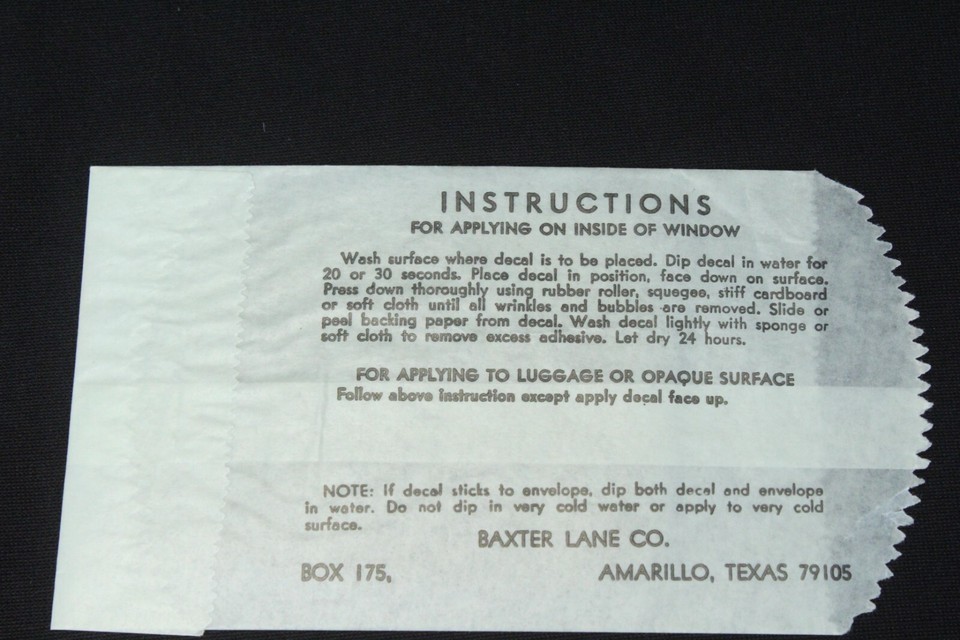 INSTRUCTIONS
FOR APPLYING ON INSIDE OF WINDOW
Wash surface where decal is to be placed. Dip decal in water for
20 or 30 seconds. Place decal in position, face down on surface.
Press down thoroughly using rubber roller, squegee, stiff cardboard
or soft cloth until all wrinkles and bubbles are removed. Slide or
peel backing paper from decal. Wash decal lightly with sponge or
soft cloth to remove excess adhesive. Let dry 24 hours.
FOR APPLYING TO LUGGAGE OR OPAQUE SURFACE
Follow above instruction except apply decal face up.
NOTE: If decal sticks to envelope, dip both decal and envelope
in water. Do not dip in very cold water or apply to very cold
surface.
BAXTER LANE CO.
BOX 175, AMARILLO, TEXAS 79105